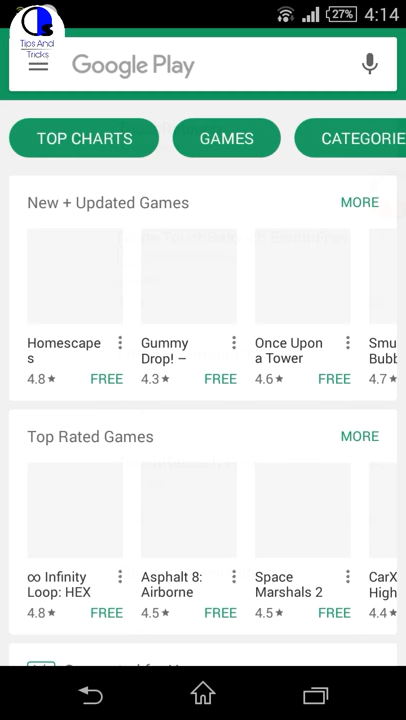 27%
4:14
Tips And
Tricks
Google Play
TOP CHARTS
GAMES
CATEGORIE
New + Updated Games
MORE
Homescape
s
4.8
FREE
Gummy
Drop! –
4.3
FREE
Once Upon
a Tower
4.6
FREE
Smu
Bubb
4.7
Top Rated Games
MORE
∞ Infinity
Loop: HEX
4.8
FREE
Asphalt 8:
Airborne
4.5
FREE
Space
Marshals 2
4.5
FREE
CarX
High
4.4